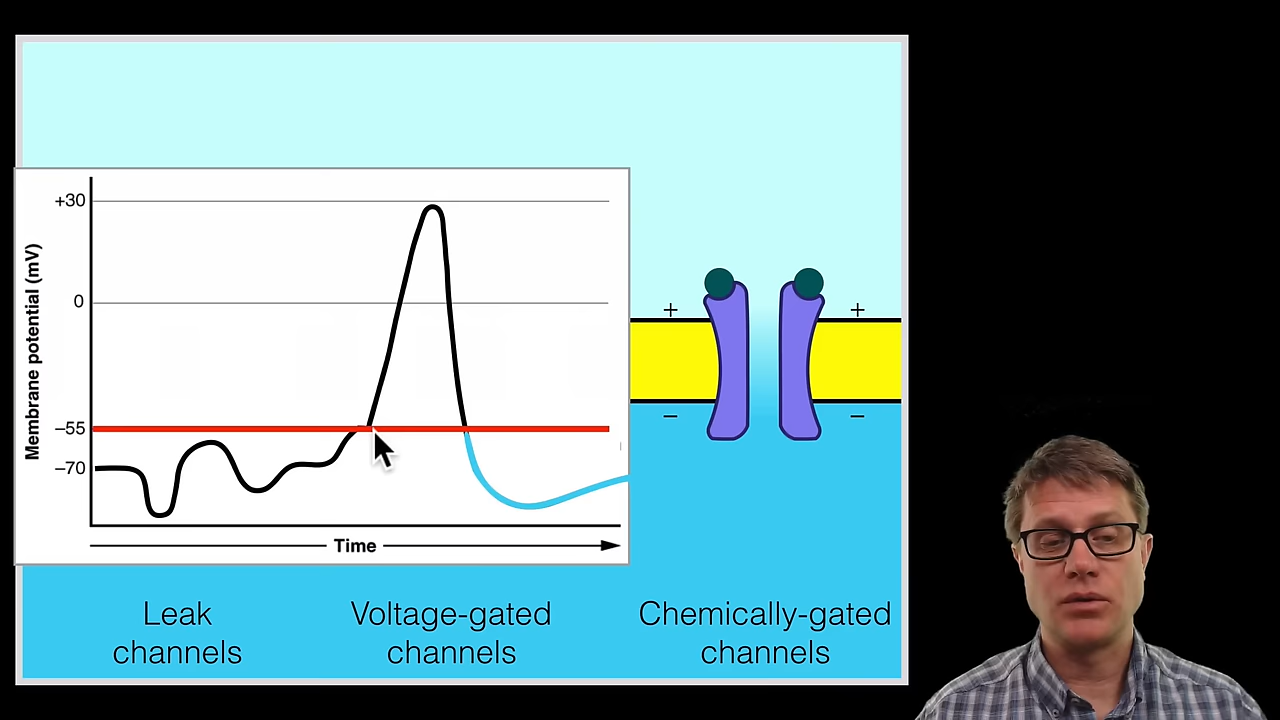 +30
0
−55
−70
Membrane potential (mV)
Time
+
+
−
−
Leak
channels
Voltage-gated
channels
Chemically-gated
channels